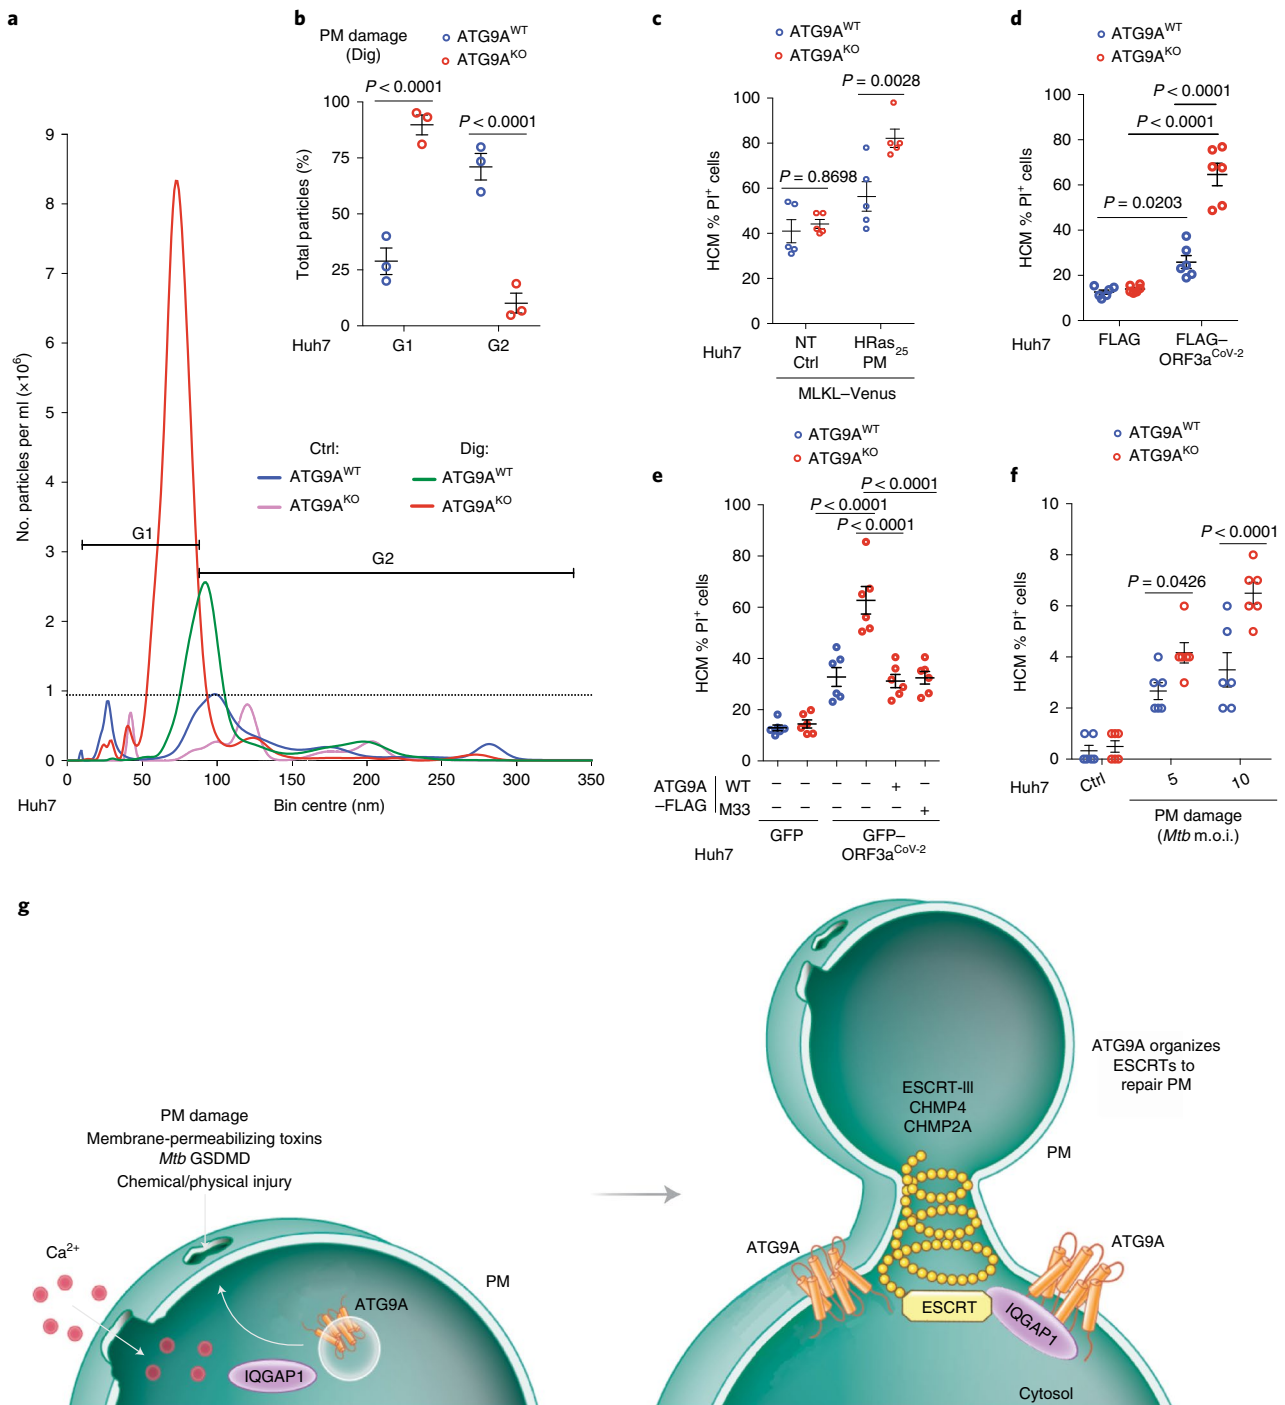 a
9
8
7
6
5
4
3
2
1
0
No. particles per ml (×10⁶)
0 50 100 150 200 250 300 350
Huh7
Bin centre (nm)
G1
G2
Ctrl:
Dig:
ATG9A^WT
ATG9A^WT
ATG9A^KO
ATG9A^KO
b
PM damage
(Dig)
ATG9A^WT
ATG9A^KO
P < 0.0001
P < 0.0001
100
75
50
25
0
Total particles (%)
Huh7
G1 G2
c
ATG9A^WT
ATG9A^KO
P = 0.0028
P = 0.8698
100
80
60
40
20
0
HCM % PI⁺ cells
Huh7
NT
Ctrl
HRas₂₅
PM
MLKL–Venus
d
ATG9A^WT
ATG9A^KO
P < 0.0001
P < 0.0001
P = 0.0203
100
80
60
40
20
0
HCM % PI⁺ cells
Huh7
FLAG
FLAG–
ORF3a^CoV-2
e
ATG9A^WT
ATG9A^KO
P < 0.0001
P < 0.0001
P < 0.0001
100
80
60
40
20
0
HCM % PI⁺ cells
ATG9A
–FLAG
WT
M33
– – – – + –
– – – – – +
GFP
GFP–
ORF3a^CoV-2
Huh7
f
ATG9A^WT
ATG9A^KO
P < 0.0001
P = 0.0426
10
8
6
4
2
0
HCM % PI⁺ cells
Huh7
Ctrl 5 10
PM damage
(Mtb m.o.i.)
g
PM damage
Membrane-permeabilizing toxins
Mtb GSDMD
Chemical/physical injury
Ca²⁺
PM
ATG9A
IQGAP1
ATG9A organizes
ESCRTs to
repair PM
ESCRT-III
CHMP4
CHMP2A
PM
ATG9A
ATG9A
ESCRT
IQGAP1
Cytosol